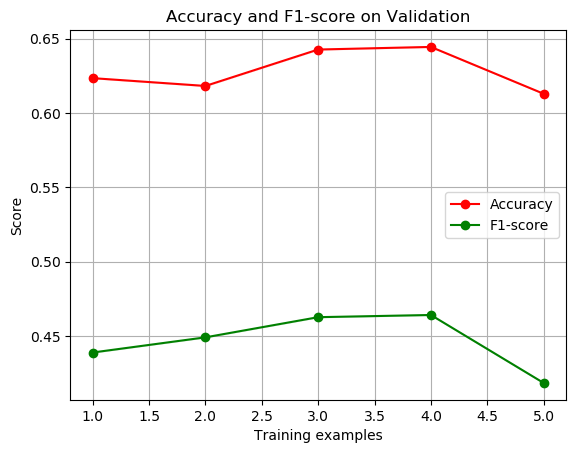 Accuracy and F1-score on Validation
0.65
0.60
0.55
0.50
0.45
Score
Accuracy
F1-score
1.0 1.5 2.0 2.5 3.0 3.5 4.0 4.5 5.0
Training examples